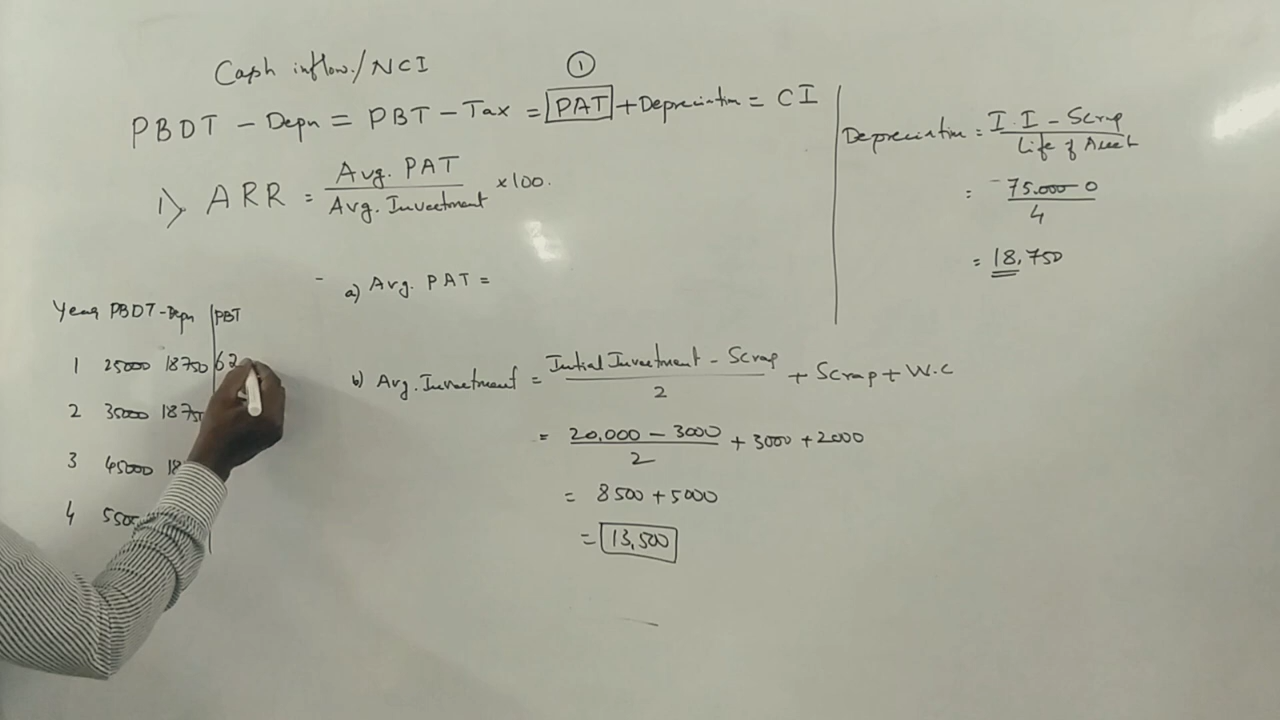 Cash inflow/NCI
①
PBDT - Depn = PBT - Tax = PAT + Depreciation = CI
1) ARR = Avg. PAT / Avg. Investment × 100.
a) Avg. PAT =
Year PBDT - Depn PBT
1 25000 18750 62
2 35000 1875
3 45000 18
4 5500
b) Avg. Investment = Initial Investment - Scrap / 2 + Scrap + W.C
= 20,000 - 3000 / 2 + 3000 + 2000
= 8500 + 5000
= 13,500
Depreciation = I.I - Scrap / Life of Asset
= 75.000 - 0 / 4
= 18,750